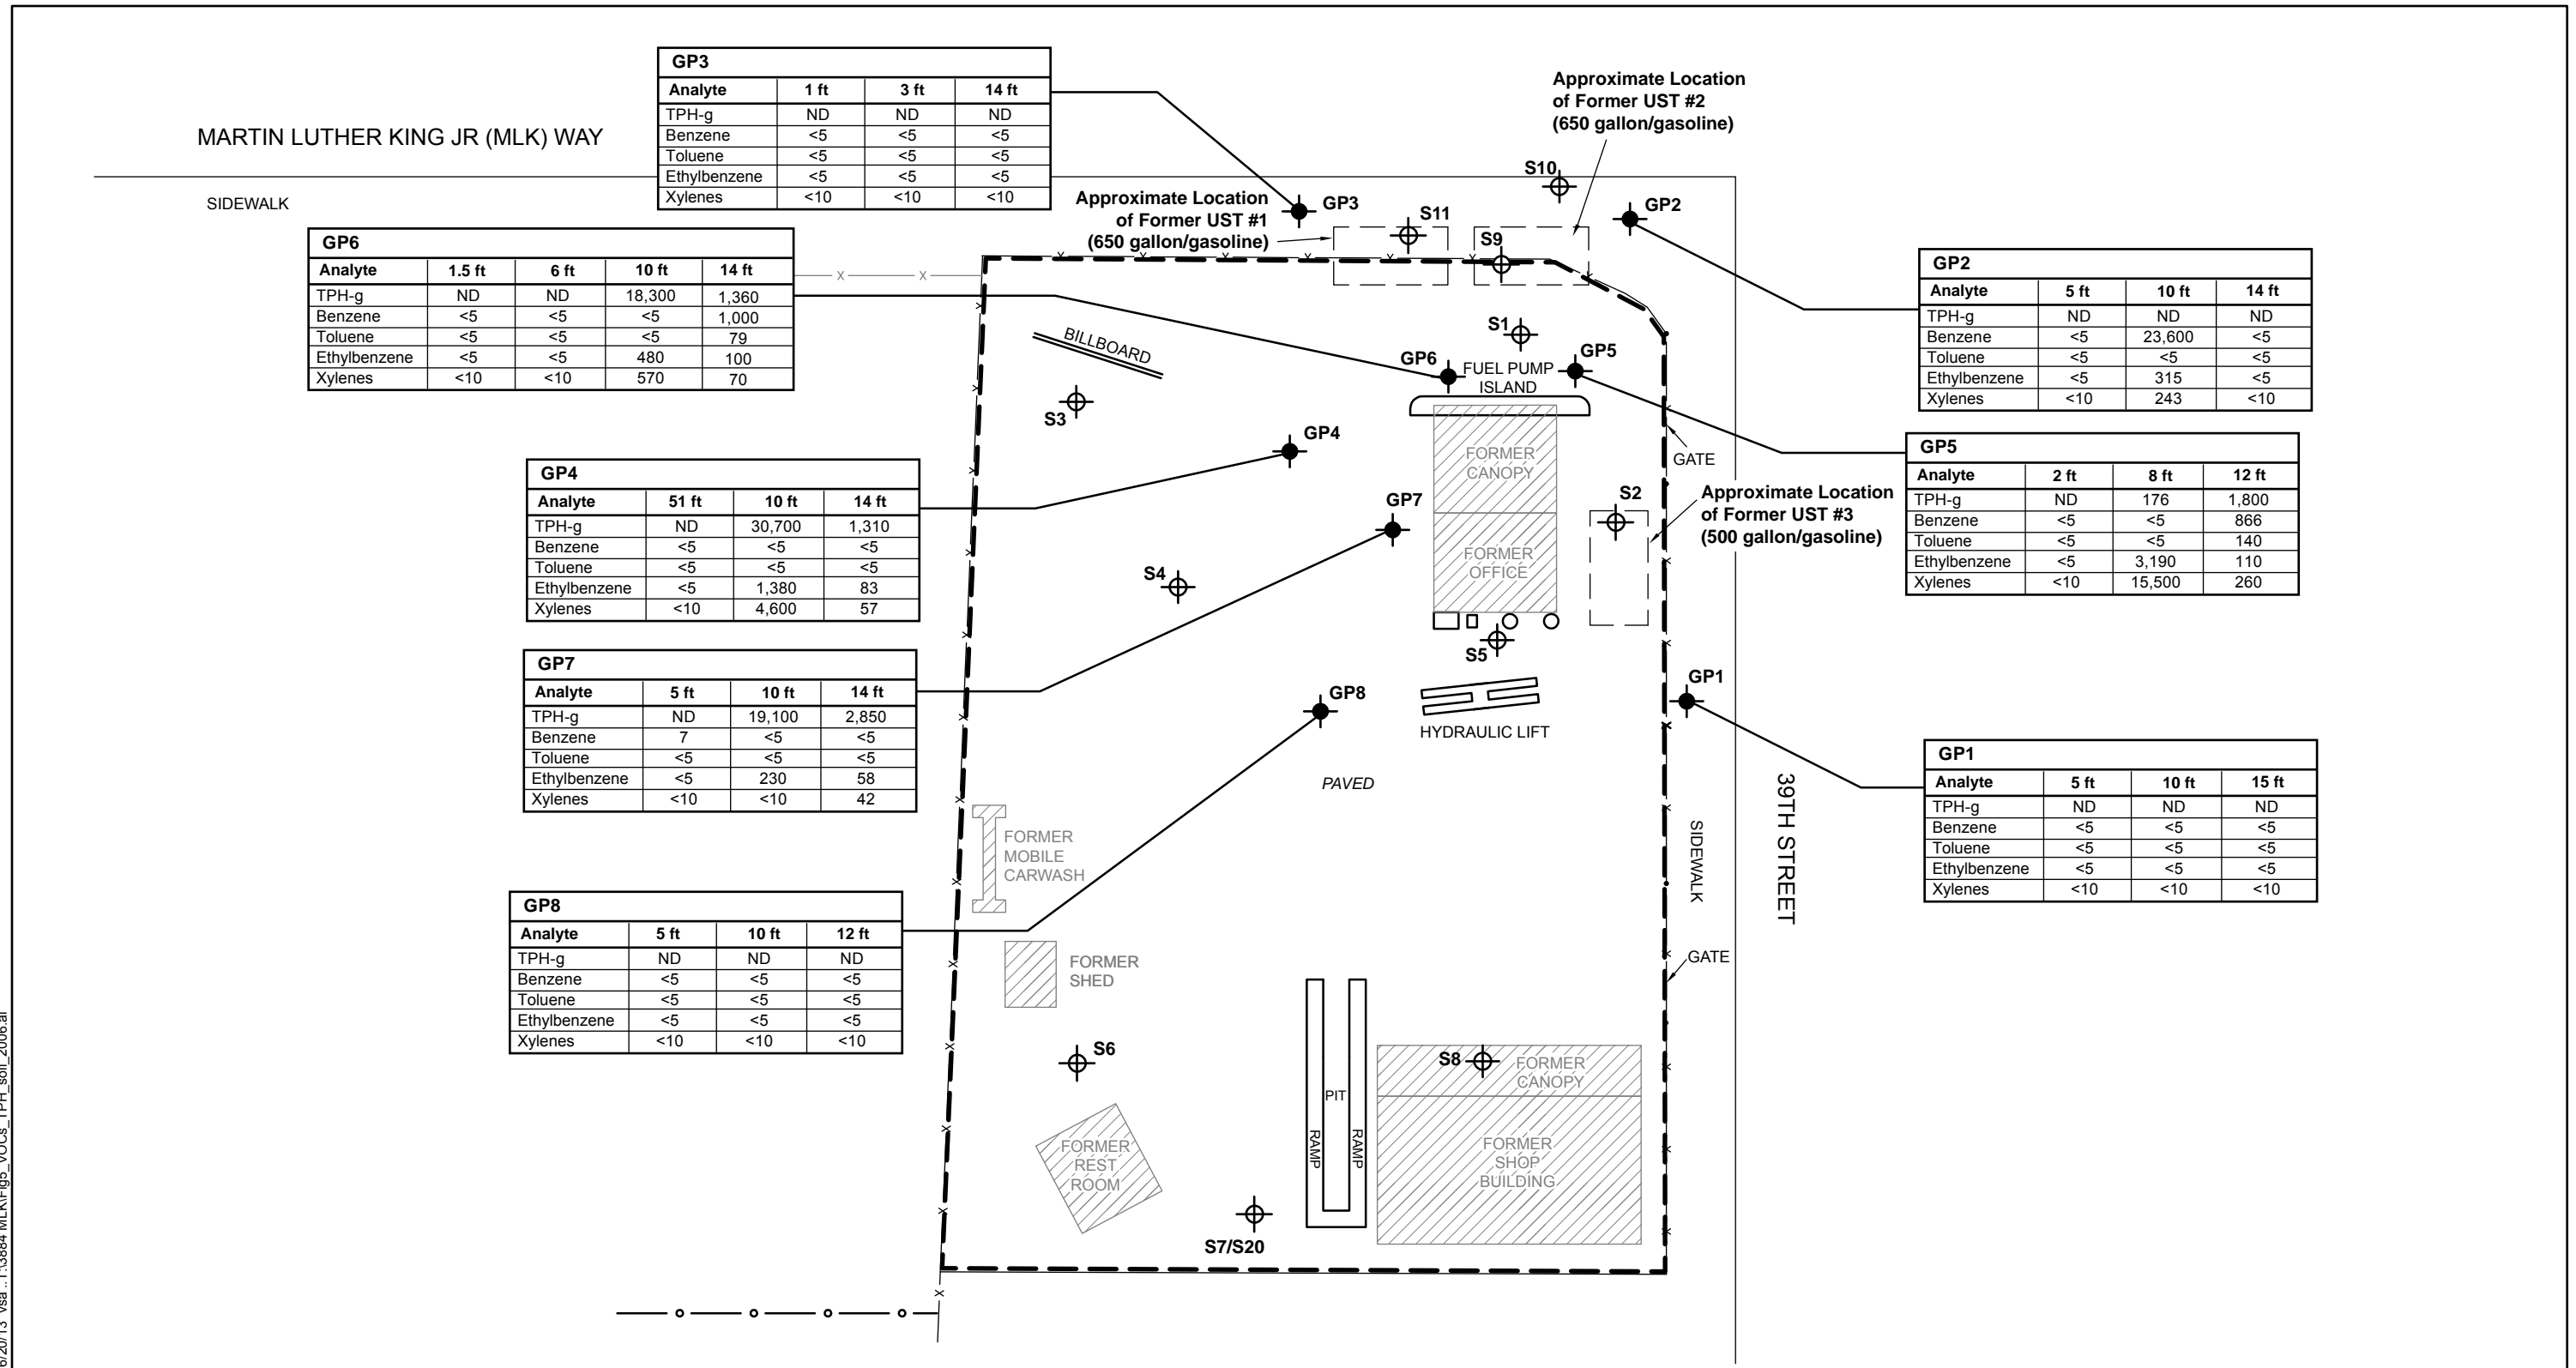 GP3
Analyte 1 ft 3 ft 14 ft
TPH-g ND ND ND
Benzene <5 <5 <5
Toluene <5 <5 <5
Ethylbenzene <5 <5 <5
Xylenes <10 <10 <10
MARTIN LUTHER KING JR (MLK) WAY
SIDEWALK
Approximate Location
of Former UST #2
(650 gallon/gasoline)
Approximate Location
of Former UST #1
(650 gallon/gasoline)
S10
GP3
S11
S9
GP2
GP6
Analyte 1.5 ft 6 ft 10 ft 14 ft
TPH-g ND ND 18,300 1,360
Benzene <5 <5 <5 1,000
Toluene <5 <5 <5 79
Ethylbenzene <5 <5 480 100
Xylenes <10 <10 570 70
GP2
Analyte 5 ft 10 ft 14 ft
TPH-g ND ND ND
Benzene <5 23,600 <5
Toluene <5 <5 <5
Ethylbenzene <5 315 <5
Xylenes <10 243 <10
BILLBOARD
S1
GP6
FUEL PUMP
ISLAND
GP5
S3
GP4
FORMER
CANOPY
GATE
GP5
Analyte 2 ft 8 ft 12 ft
TPH-g ND 176 1,800
Benzene <5 <5 866
Toluene <5 <5 140
Ethylbenzene <5 3,190 110
Xylenes <10 15,500 260
GP4
Analyte 51 ft 10 ft 14 ft
TPH-g ND 30,700 1,310
Benzene <5 <5 <5
Toluene <5 <5 <5
Ethylbenzene <5 1,380 83
Xylenes <10 4,600 57
GP7
S2
Approximate Location
of Former UST #3
(500 gallon/gasoline)
FORMER
OFFICE
S4
S5
GP7
Analyte 5 ft 10 ft 14 ft
TPH-g ND 19,100 2,850
Benzene 7 <5 <5
Toluene <5 <5 <5
Ethylbenzene <5 230 58
Xylenes <10 <10 42
GP8
HYDRAULIC LIFT
GP1
PAVED
GP1
Analyte 5 ft 10 ft 15 ft
TPH-g ND ND ND
Benzene <5 <5 <5
Toluene <5 <5 <5
Ethylbenzene <5 <5 <5
Xylenes <10 <10 <10
39TH STREET
SIDEWALK
FORMER
MOBILE
CARWASH
GP8
Analyte 5 ft 10 ft 12 ft
TPH-g ND ND ND
Benzene <5 <5 <5
Toluene <5 <5 <5
Ethylbenzene <5 <5 <5
Xylenes <10 <10 <10
FORMER
SHED
GATE
S6
S8
FORMER
CANOPY
PIT
RAMP
RAMP
FORMER
REST
ROOM
FORMER
SHOP
BUILDING
S7/S20